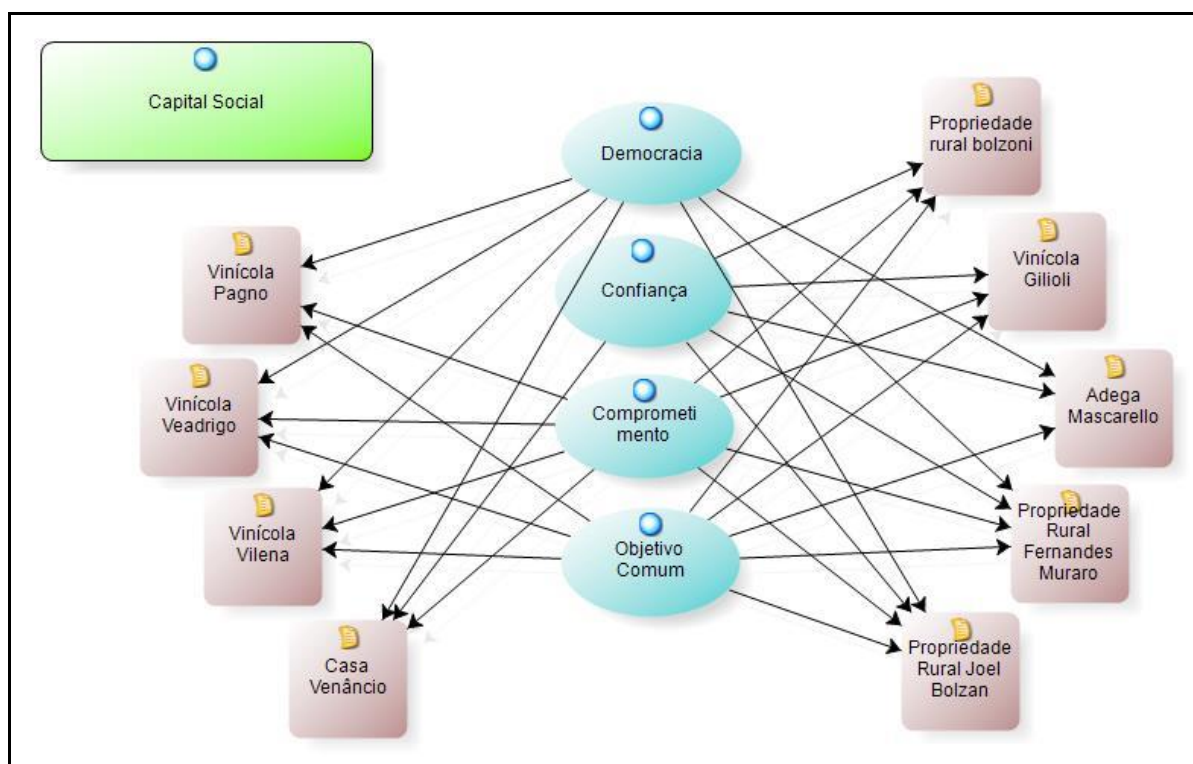 Capital Social
Democracia
Confiança
Comprometi
mento
Objetivo
Comum
Vinícola
Pagno
Vinícola
Veadrigo
Vinícola
Vilena
Casa
Venâncio
Propriedade
rural bolzoni
Vinícola
Gilioli
Adega
Mascarello
Propriedade
Rural
Fernandes
Muraro
Propriedade
Rural Joel
Bolzan